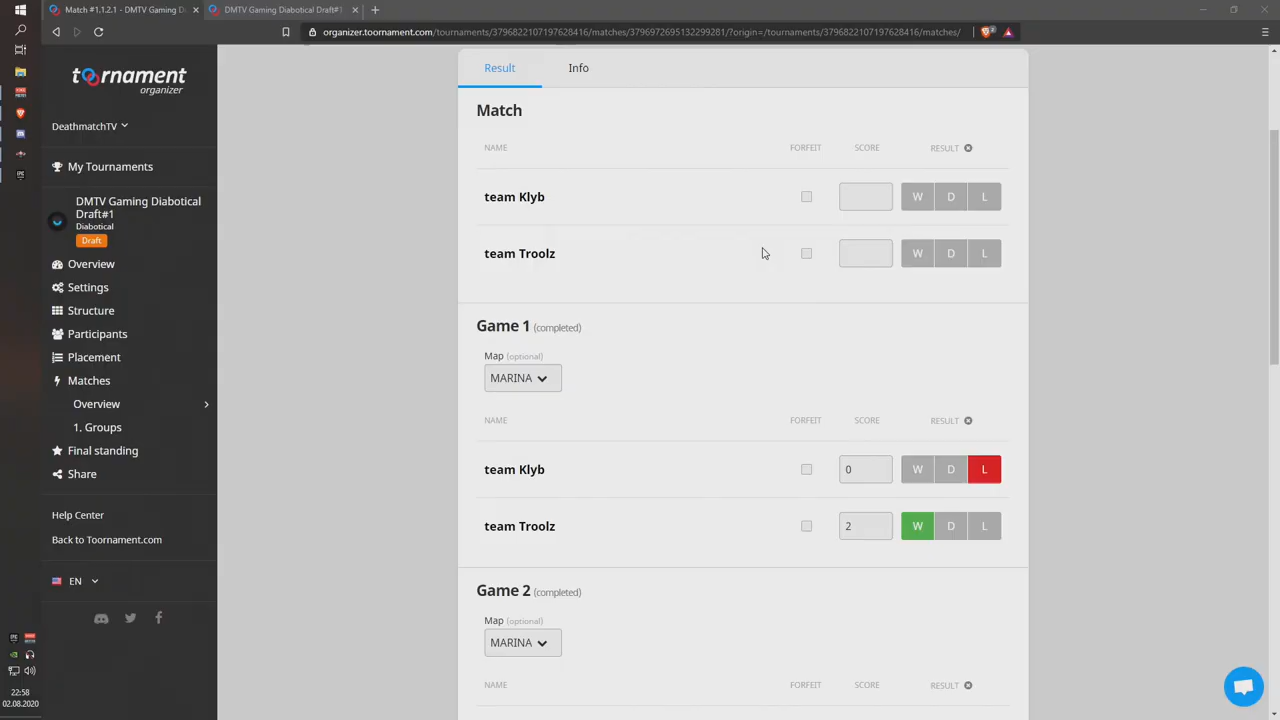 Match #1.1.2.1 - DMTV Gaming D
DMTV Gaming Diabotical Draft#1
organizer.toornament.com/tournaments/3796822107197628416/matches/3796972695132299281/?origin=/tournaments/3796822107197628416/matches/
toornament
organizer
DeathmatchTV
My Tournaments
DMTV Gaming Diabotical
Draft#1
Diabotical
Draft
Overview
Settings
Structure
Participants
Placement
Matches
Overview
1. Groups
Final standing
Share
Help Center
Back to Toornament.com
EN
22:58
02.08.2020
Result Info
Match
NAME FORFEIT SCORE RESULT
team Klyb W D L
team Troolz W D L
Game 1 (completed)
Map (optional)
MARINA
NAME FORFEIT SCORE RESULT
team Klyb 0 W D L
team Troolz 2 W D L
Game 2 (completed)
Map (optional)
MARINA
NAME FORFEIT SCORE RESULT